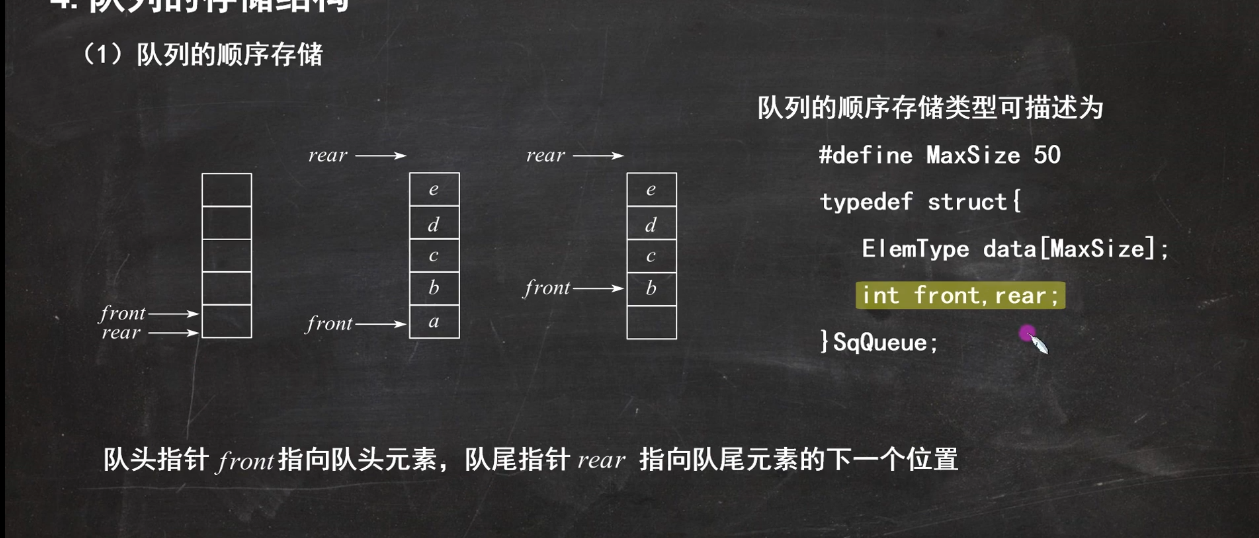 4. 队列的存储结构
（1）队列的顺序存储
队列的顺序存储类型可描述为
#define MaxSize 50
typedef struct{
ElemType data[MaxSize];
int front,rear;
}SqQueue;
front
rear
rear
e
d
c
b
front
a
rear
e
d
c
front
b
队头指针 front 指向队头元素，队尾指针 rear 指向队尾元素的下一个位置